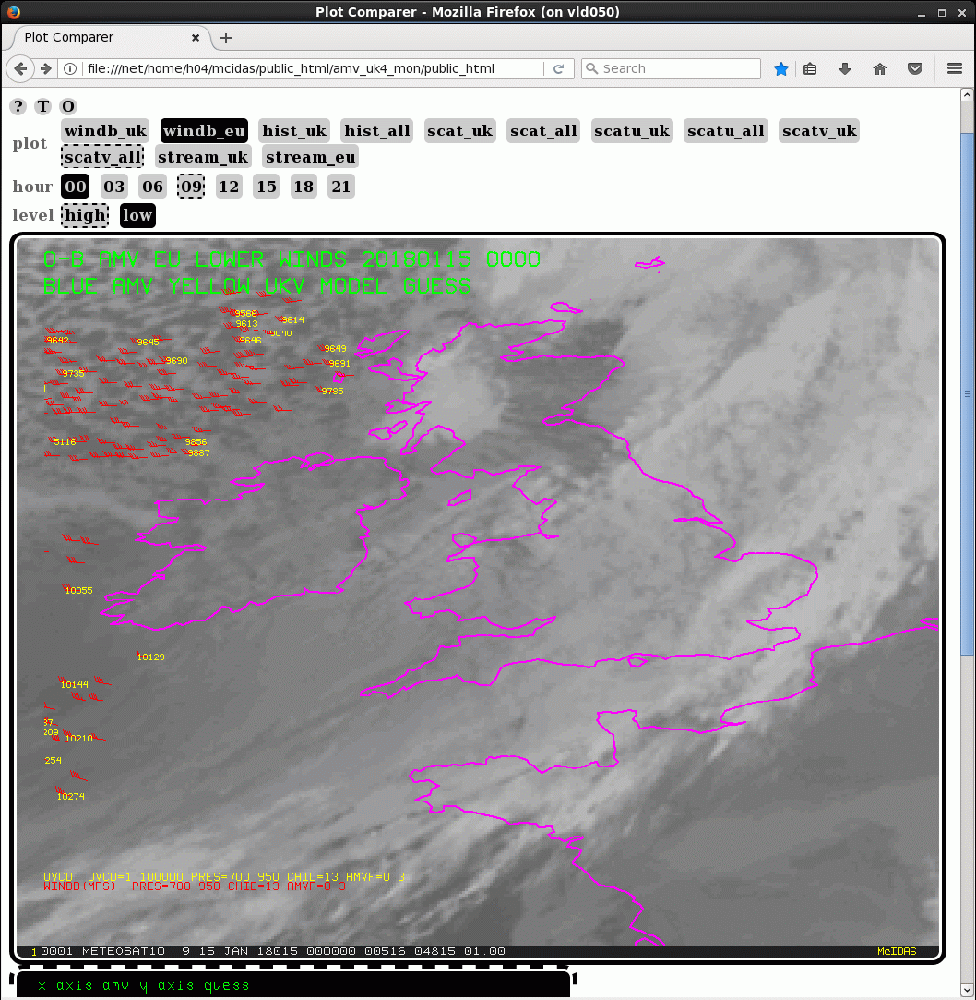 Plot Comparer - Mozilla Firefox (on vld050)
Plot Comparer
file:///net/home/h04/mcidas/public_html/amv_uk4_mon/public_html
Search
? T O
plot
windb_uk windb_eu hist_uk hist_all scat_uk scat_all scatu_uk scatu_all scatv_uk
scatv_all stream_uk stream_eu
hour 00 03 06 09 12 15 18 21
level high low
O-B AMV EU LOWER WINDS 20180115 0000
BLUE AMV YELLOW UKV MODEL GUESS
9586
9614
9613
9642
9645
9646
9649
9690
9691
9735
9785
5116
9856
9887
10055
10129
10144
37
209
10210
254
10274
UVCD UVCD=1 100000 PRES=700 950 CHID=13 AMVF=0 3
WINDB(MPS) PRES=700 950 CHID=13 AMVF=0 3
1 0001 METEOSAT10 9 15 JAN 18015 000000 00516 04815 01.00 McIDAS
x axis amv y axis guess